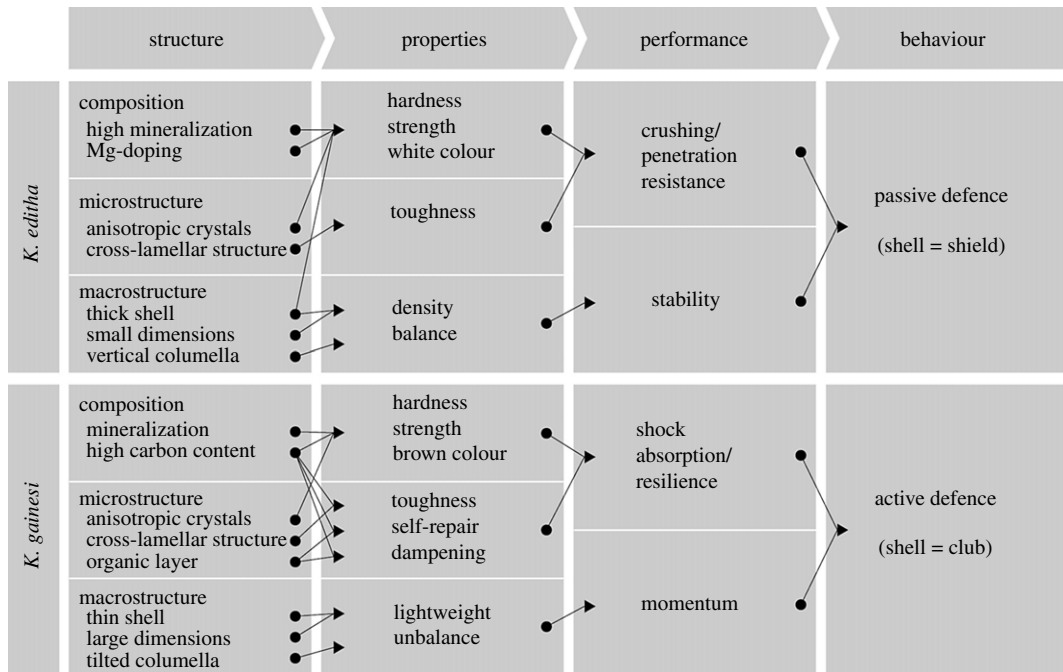 structure
properties
performance
behaviour
K. editha
composition
high mineralization
Mg-doping
hardness
strength
white colour
crushing/
penetration
resistance
passive defence
(shell = shield)
microstructure
anisotropic crystals
cross-lamellar structure
toughness
macrostructure
thick shell
small dimensions
vertical columella
density
balance
stability
K. gainesi
composition
mineralization
high carbon content
hardness
strength
brown colour
shock
absorption/
resilience
active defence
(shell = club)
microstructure
anisotropic crystals
cross-lamellar structure
organic layer
toughness
self-repair
dampening
macrostructure
thin shell
large dimensions
tilted columella
lightweight
unbalance
momentum